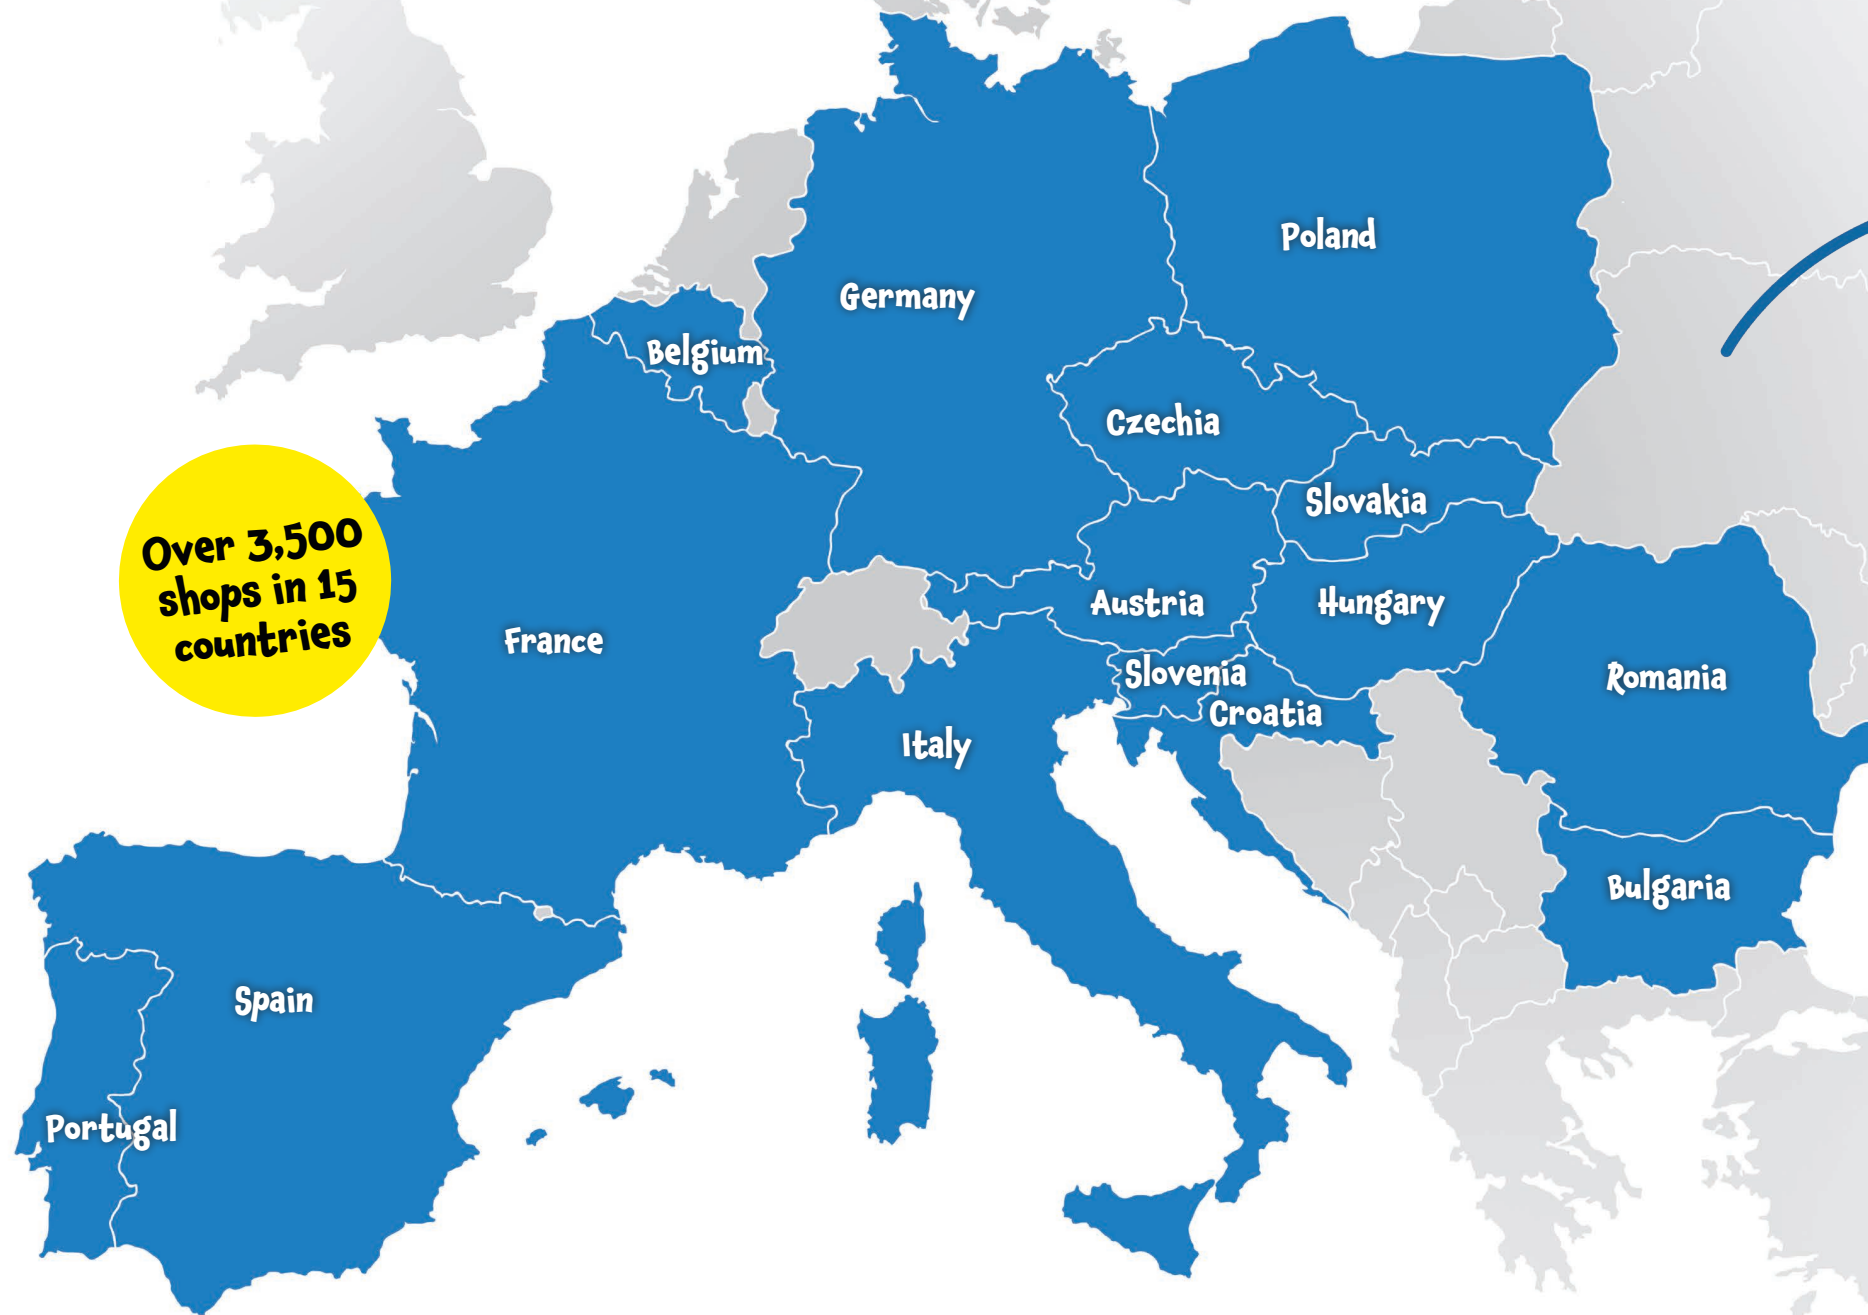 Poland
Germany
Belgium
Czechia
Slovakia
Over 3,500
shops in 15
countries
Austria
Hungary
France
Slovenia
Romania
Croatia
Italy
Bulgaria
Spain
Portugal